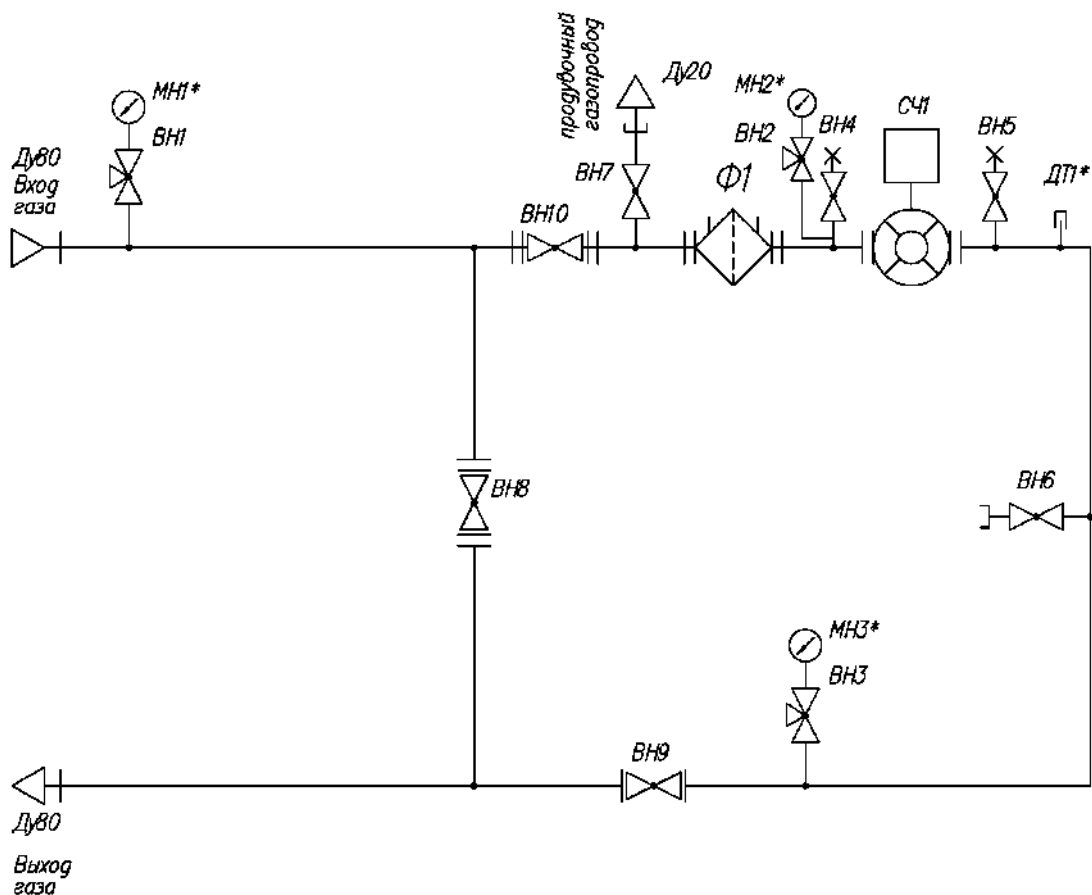 продувочный
газопровод
МН1*
ВН1
Ду80
Вход
газа
Ду20
ВН7
ВН10
Ф1
МН2*
ВН2
ВН4
СЧ1
ВН5
ДТ1*
ВН8
ВН6
МН3*
ВН3
ВН9
Ду80
Выход
газа